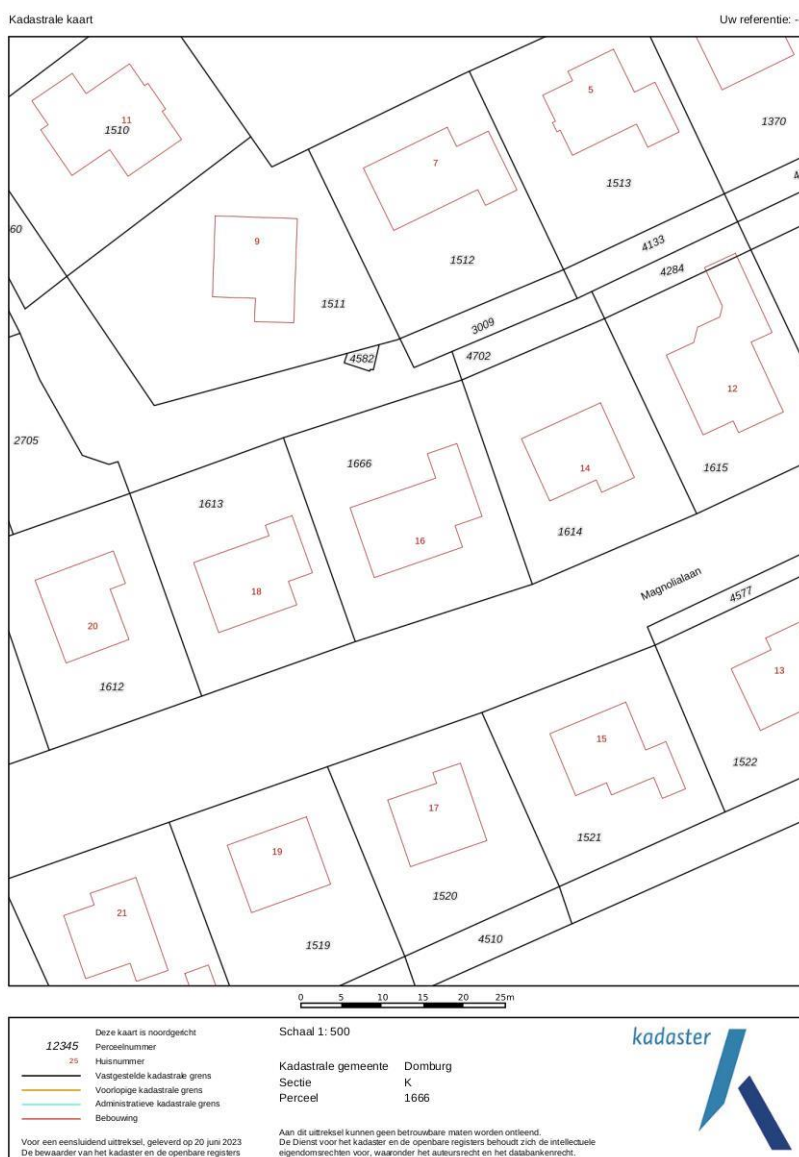 Kadastrale kaart
Uw referentie: -
11
1510
5
1370
7
1513
60
9
1512
4133
4284
1511
3009
4582
4702
12
2705
1666
14
1615
1613
16
1614
18
Magnolialaan
4577
20
13
1612
15
1522
17
1521
19
1520
21
4510
1519
0 5 10 15 20 25m
Deze kaart is noordgericht
12345 Perceelnummer
25 Huisnummer
Vastgestelde kadastrale grens
Voorlopige kadastrale grens
Administratieve kadastrale grens
Bebouwing
Voor een eensluidend uittreksel, geleverd op 20 juni 2023
De bewaarder van het kadaster en de openbare registers
Schaal 1: 500
Kadastrale gemeente Domburg
Sectie K
Perceel 1666
Aan dit uittreksel kunnen geen betrouwbare maten worden ontleend.
De Dienst voor het kadaster en de openbare registers behoudt zich de intellectuele
eigendomsrechten voor, waaronder het auteursrecht en het databankenrecht.
kadaster